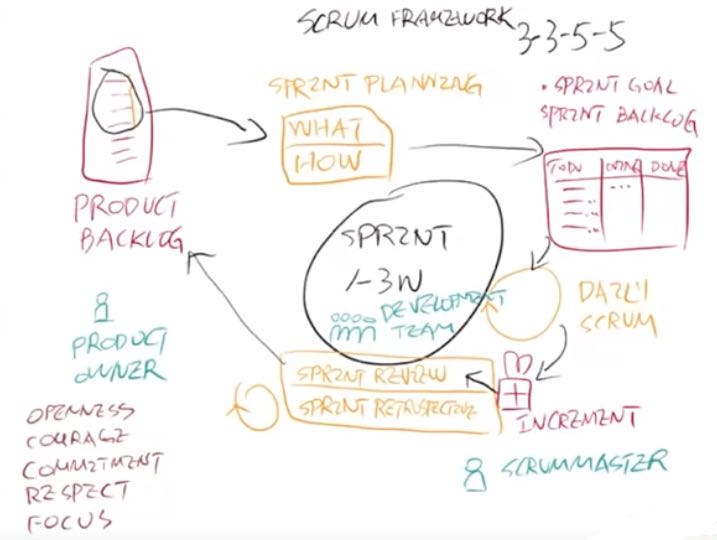 SCRUM FRAMEWORK
3-3-5-5
SPRINT PLANNING
WHAT
HOW
• SPRINT GOAL
SPRINT BACKLOG
TODO DOING DONE
PRODUCT
BACKLOG
SPRINT
1-3W
DEVELOPMENT
TEAM
DAILY
SCRUM
PRODUCT
OWNER
SPRINT REVIEW
SPRINT RETROSPECTIVE
INCREMENT
SCRUMMASTER
OPENNESS
COURAGE
COMMITMENT
RESPECT
FOCUS